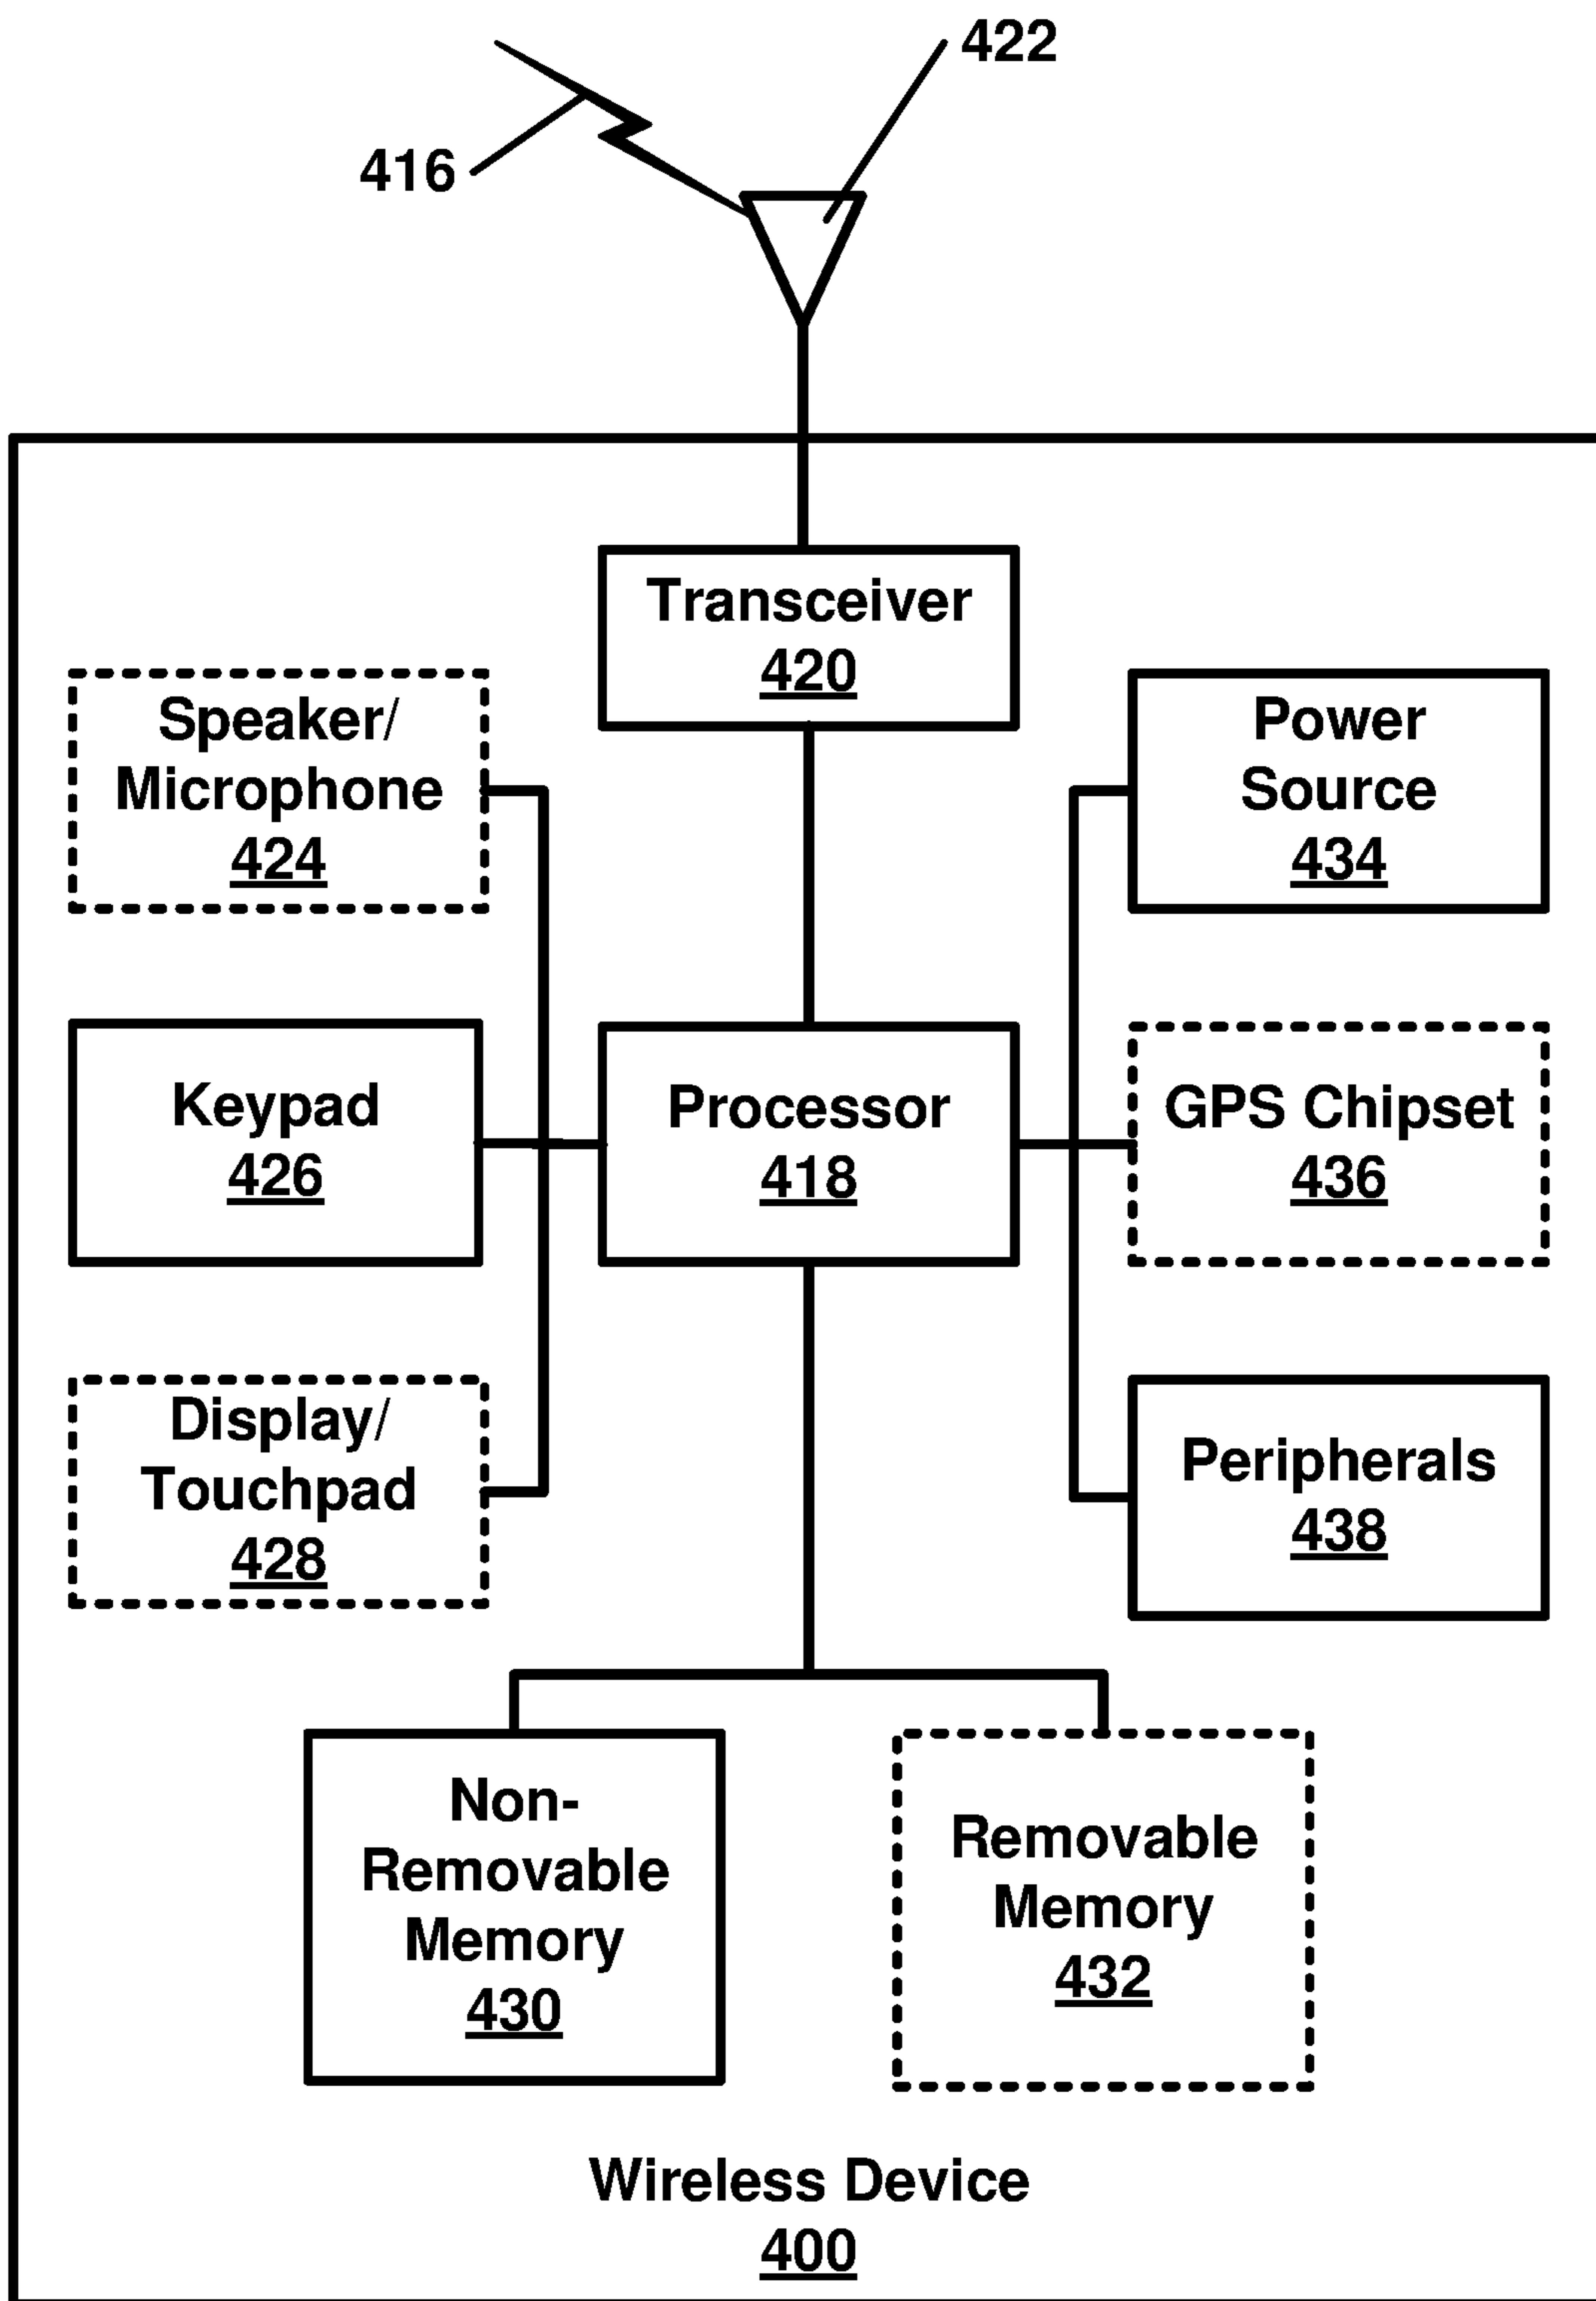 422
416
Transceiver
420
Speaker/
Microphone
424
Power
Source
434
Keypad
426
Processor
418
GPS Chipset
436
Display/
Touchpad
428
Peripherals
438
Non-
Removable
Memory
430
Removable
Memory
432
Wireless Device
400